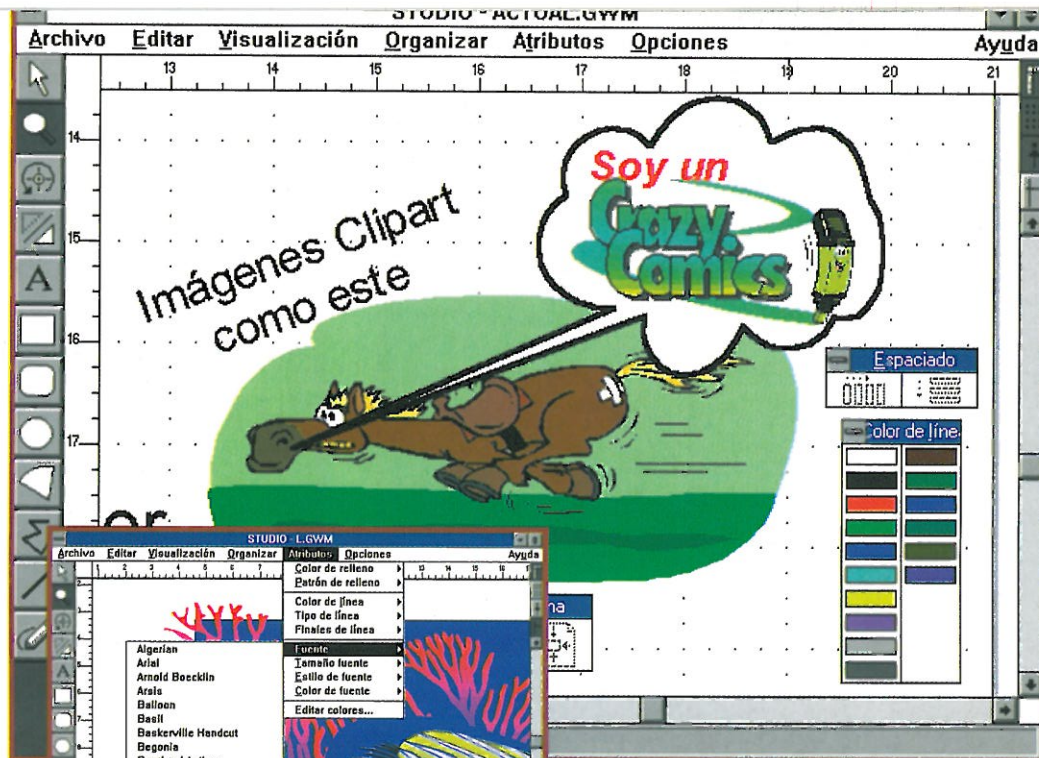 STUDIO - ACTUAL.GWM
Archivo Editar Visualización Organizar Atributos Opciones Ayuda
13 14 15 16 17 18 19 20 21
14
15
16
17
Imágenes Clipart
como este
Soy un
Crazy
Comics
Espaciado
Color de líne
or
STUDIO - L.GWM
Archivo Editar Visualización Organizar Atributos Opciones Ayuda
Color de relleno
Patrón de relleno
Color de línea
Tipo de línea
Finales de línea
Fuente
Tamaño fuente
Estilo de fuente
Color de fuente
Editar colores...
Algerian
Arial
Arnold Boecklin
Arsis
Balloon
Basil
Baskerville Handcut
Begonia
na